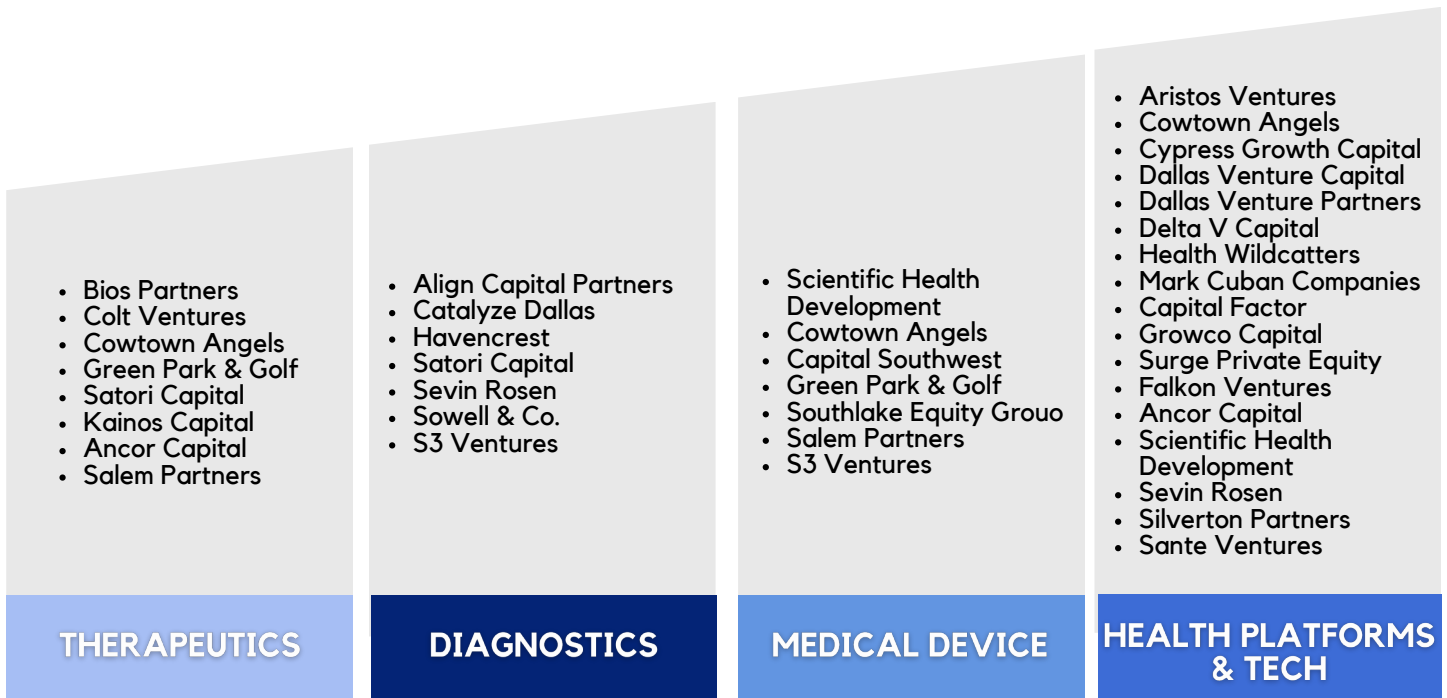 • Bios Partners
• Colt Ventures
• Cowtown Angels
• Green Park & Golf
• Satori Capital
• Kainos Capital
• Ancor Capital
• Salem Partners
THERAPEUTICS
• Align Capital Partners
• Catalyze Dallas
• Havencrest
• Satori Capital
• Sevin Rosen
• Sowell & Co.
• S3 Ventures
DIAGNOSTICS
• Scientific Health
Development
• Cowtown Angels
• Capital Southwest
• Green Park & Golf
• Southlake Equity Grouo
• Salem Partners
• S3 Ventures
MEDICAL DEVICE
• Aristos Ventures
• Cowtown Angels
• Cypress Growth Capital
• Dallas Venture Capital
• Dallas Venture Partners
• Delta V Capital
• Health Wildcatters
• Mark Cuban Companies
• Capital Factor
• Growco Capital
• Surge Private Equity
• Falkon Ventures
• Ancor Capital
• Scientific Health
Development
• Sevin Rosen
• Silverton Partners
• Sante Ventures
HEALTH PLATFORMS
& TECH